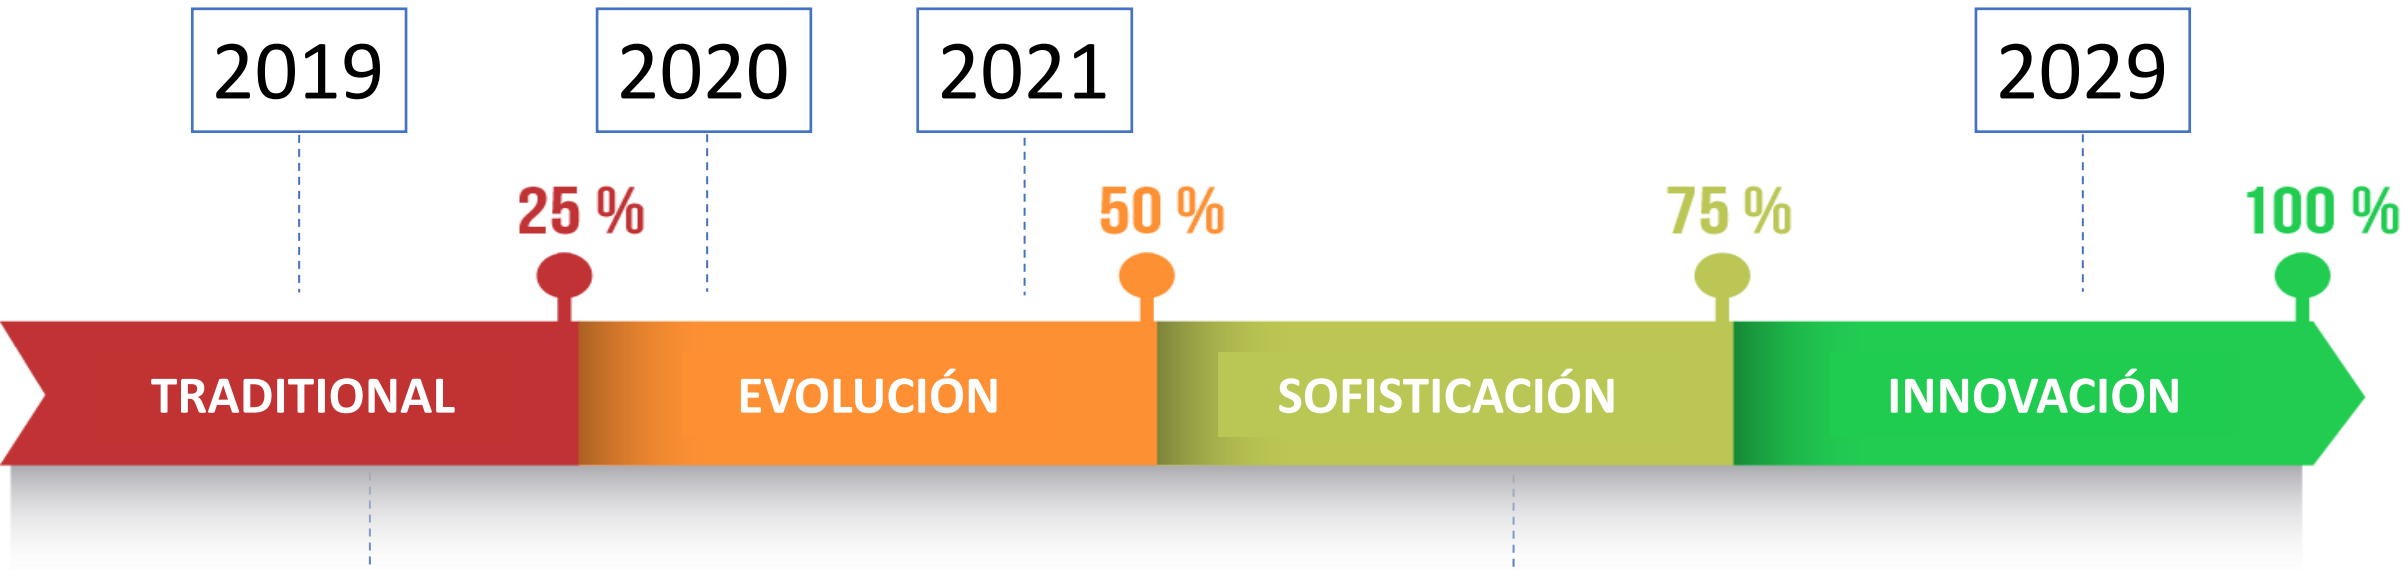 2019
2020
2021
2029
25 %
50 %
75 %
100 %
TRADITIONAL
EVOLUCIÓN
SOFISTICACIÓN
INNOVACIÓN